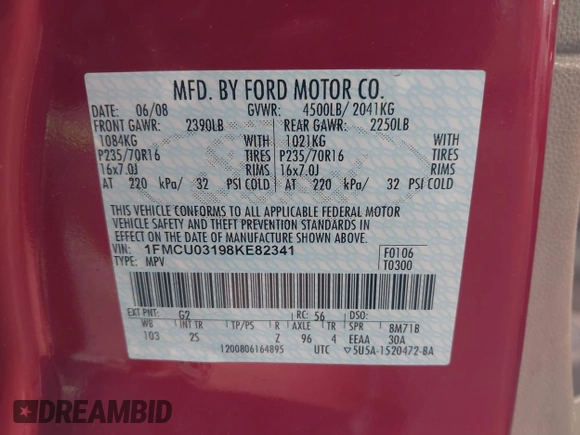 MFD. BY FORD MOTOR CO.
DATE: 06/08 GVWR: 4500LB/ 2041KG
FRONT GAWR: 2390LB REAR GAWR: 2250LB
1084KG WITH 1021KG WITH
P235/70R16 TIRES P235/70R16 TIRES
16x7.0J RIMS 16x7.0J RIMS
AT 220 kPa/ 32 PSI COLD AT 220 kPa/ 32 PSI COLD
THIS VEHICLE CONFORMS TO ALL APPLICABLE FEDERAL MOTOR
VEHICLE SAFETY AND THEFT PREVENTION STANDARDS IN
EFFECT ON THE DATE OF MANUFACTURE SHOWN ABOVE.
VIN: 1FMCU03198KE82341 F0106
TYPE: MPV T0300
EXT PNT: G2 RC: 56 DSO:
WB INT TR TP/PS R AXLE TR SPR BM71B
103 2S Z 96 4 EEAA 30A
1200806164895 UTC ▽5U5A-1520472-BA
DREAMBID